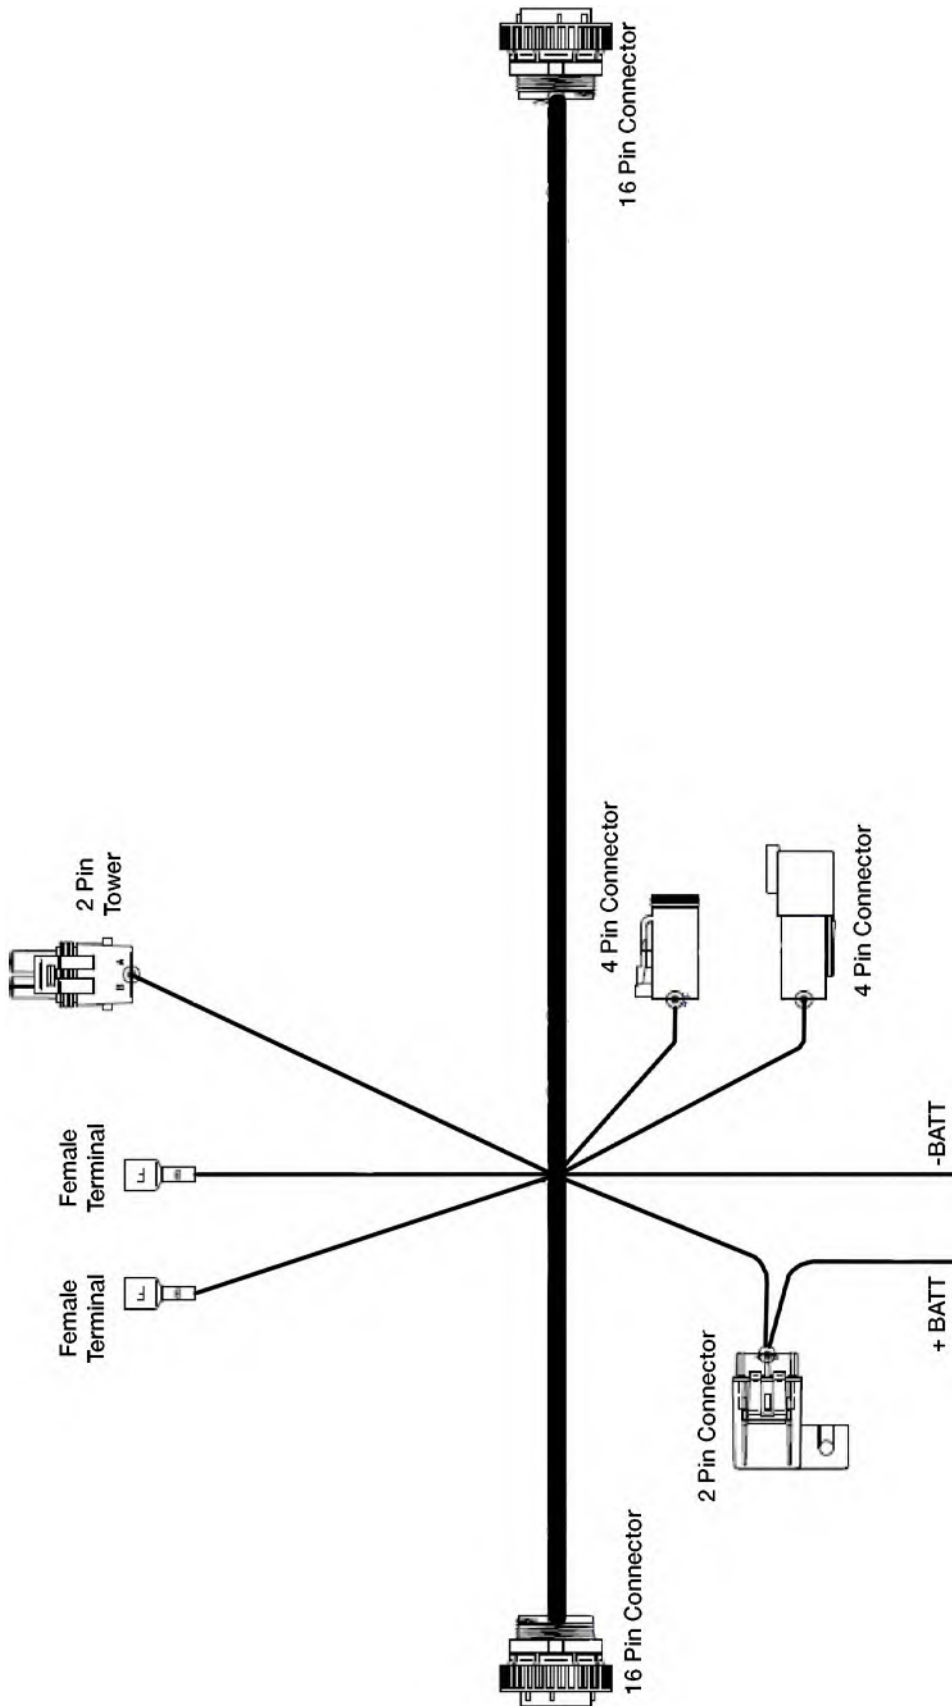 16 Pin Connector
2 Pin
Tower
B A
4 Pin Connector
4 Pin Connector
Female
Terminal
F
Female
Terminal
F
-BATT
+ BATT
2 Pin Connector
16 Pin Connector